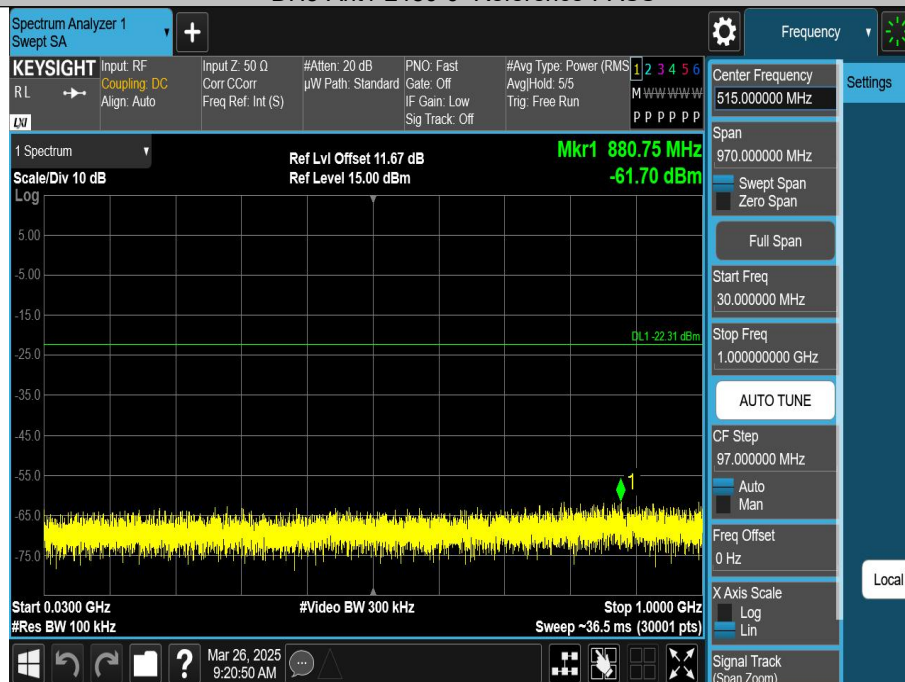 Spectrum Analyzer 1
Swept SA
Frequency
KEYSIGHT
RL
LXI
Input: RF
Coupling: DC
Align: Auto
Input Z: 50 Ω
Corr CCorr
Freq Ref: Int (S)
#Atten: 20 dB
µW Path: Standard
PNO: Fast
Gate: Off
IF Gain: Low
Sig Track: Off
#Avg Type: Power (RMS
Avg|Hold: 5/5
Trig: Free Run
1 2 3 4 5 6
M W W W W W
P P P P P P
1 Spectrum
Scale/Div 10 dB
Log
Ref Lvl Offset 11.67 dB
Ref Level 15.00 dBm
Mkr1 880.75 MHz
-61.70 dBm
5.00
-5.00
-15.0
DL1 -22.31 dBm
-25.0
-35.0
-45.0
-55.0
1
-65.0
-75.0
Start 0.0300 GHz
#Video BW 300 kHz
Stop 1.0000 GHz
#Res BW 100 kHz
Sweep ~36.5 ms (30001 pts)
Mar 26, 2025
9:20:50 AM
?
Center Frequency
515.000000 MHz
Settings
Span
970.000000 MHz
Swept Span
Zero Span
Full Span
Start Freq
30.000000 MHz
Stop Freq
1.000000000 GHz
AUTO TUNE
CF Step
97.000000 MHz
Auto
Man
Freq Offset
0 Hz
Local
X Axis Scale
Log
Lin
Signal Track
(Span Zoom)